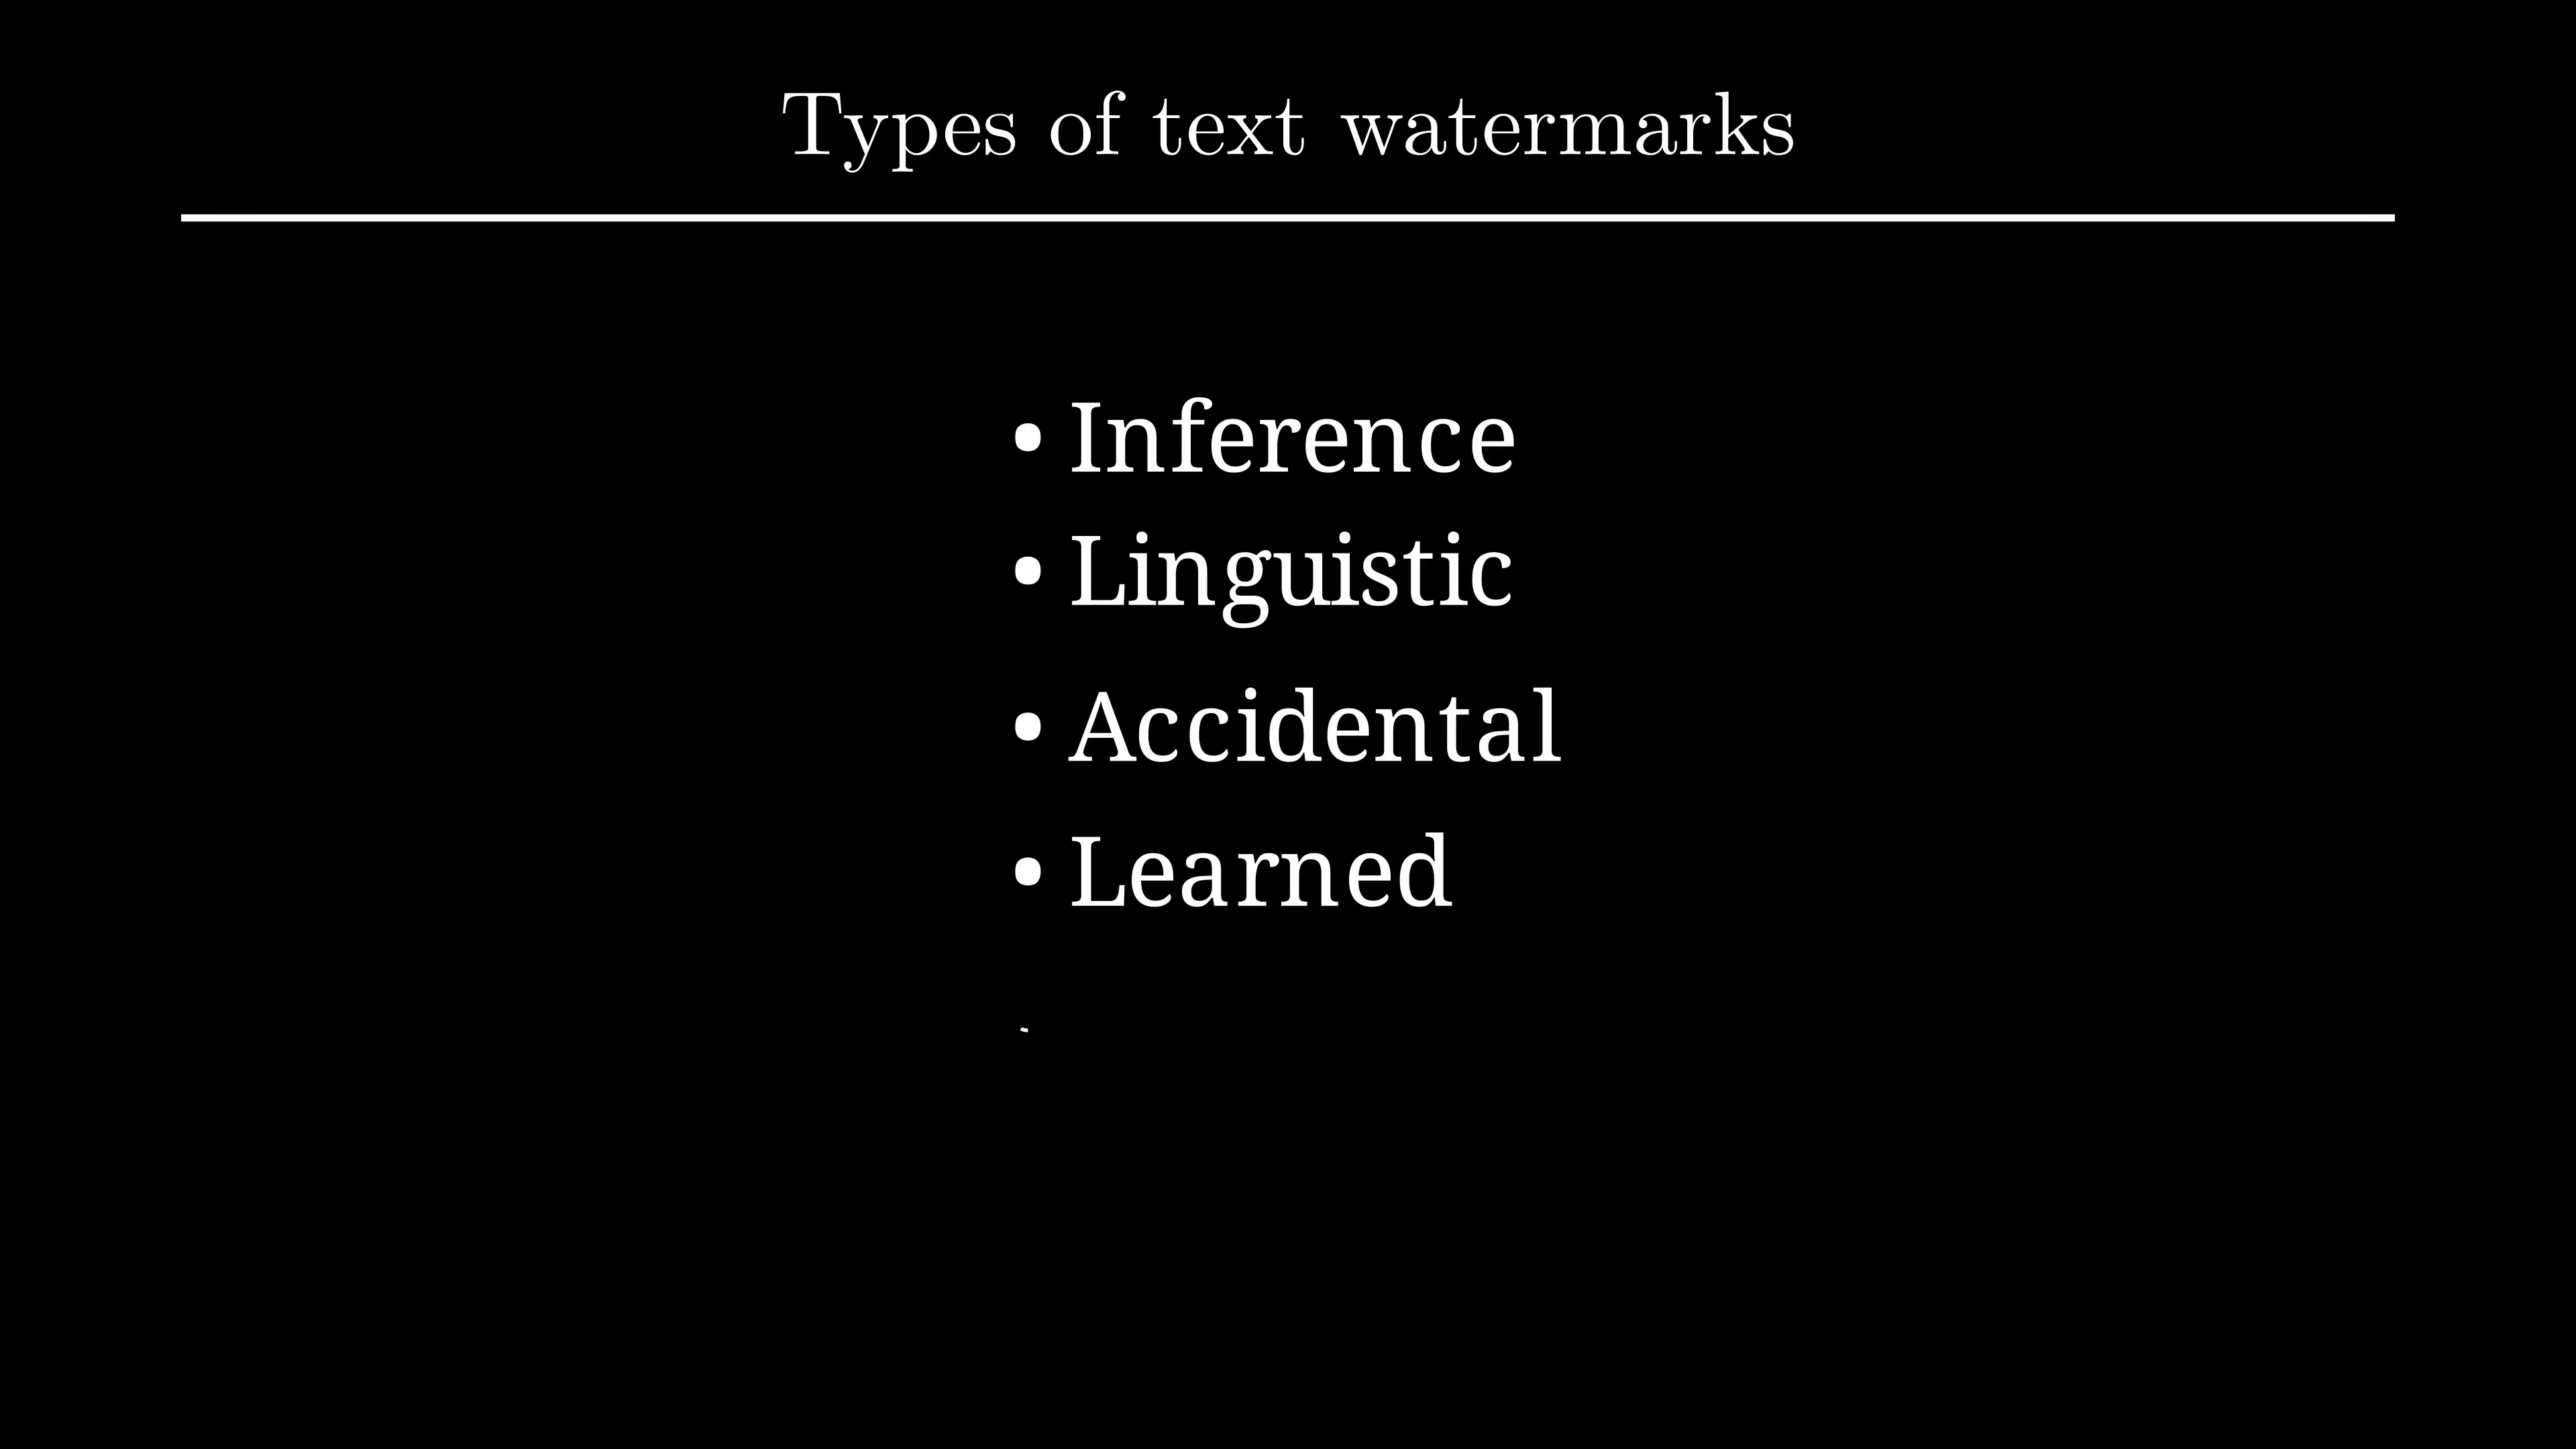 Types of text watermarks
• Inference
• Linguistic
• Accidental
• Learned